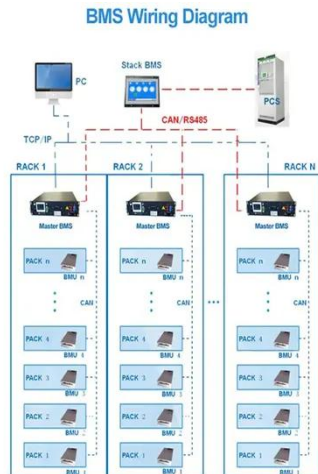 BMS Wiring Diagram
Stack BMS
PC
PCS
CAN/RS485
TCP/IP
RACK 1
RACK 2
RACK N
Master BMS
Master BMS
Master BMS
PACK n
BMU n
PACK n
BMU n
PACK n
BMU n
CAN
CAN
CAN
PACK 4
BMU 4
PACK 4
BMU 4
PACK 4
BMU 4
PACK 3
BMU 3
PACK 3
BMU 3
PACK 3
BMU 3
PACK 2
BMU 2
PACK 2
BMU 2
PACK 2
BMU 2
PACK 1
BMU
PACK 1
BMU
PACK 1
BMU